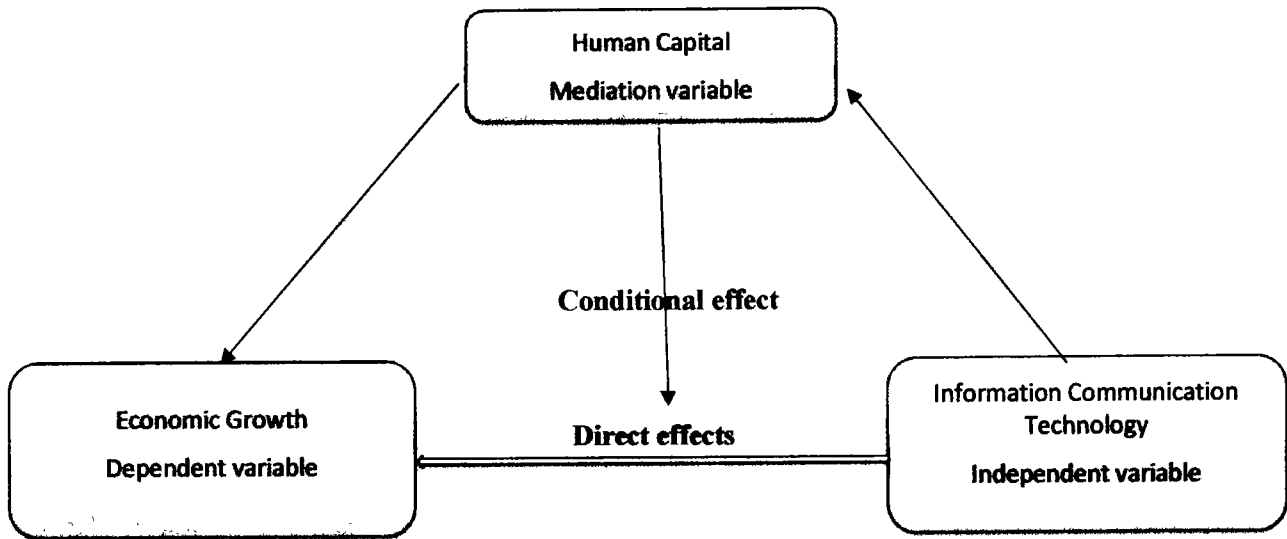 Human Capital
Mediation variable
Conditional effect
Economic Growth
Dependent variable
Direct effects
Information Communication
Technology
Independent variable